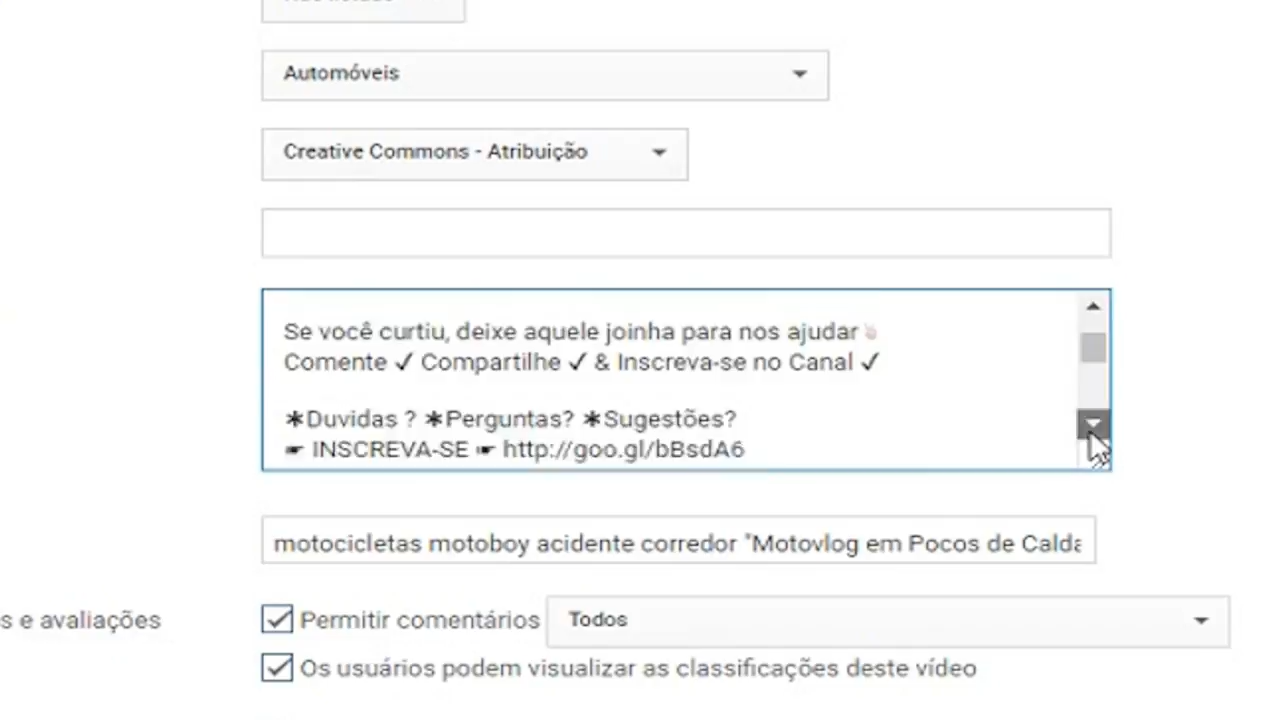 Automóveis
Creative Commons - Atribuição
Se você curtiu, deixe aquele joinha para nos ajudar👆🏻
Comente ✓ Compartilhe ✓ & Inscreva-se no Canal ✓
✱Duvidas ? ✱Perguntas? ✱Sugestões?
☛ INSCREVA-SE ☛ http://goo.gl/bBsdA6
motocicletas motoboy acidente corredor "Motovlog em Pocos de Calda
s e avaliações
Permitir comentários Todos
Os usuários podem visualizar as classificações deste vídeo